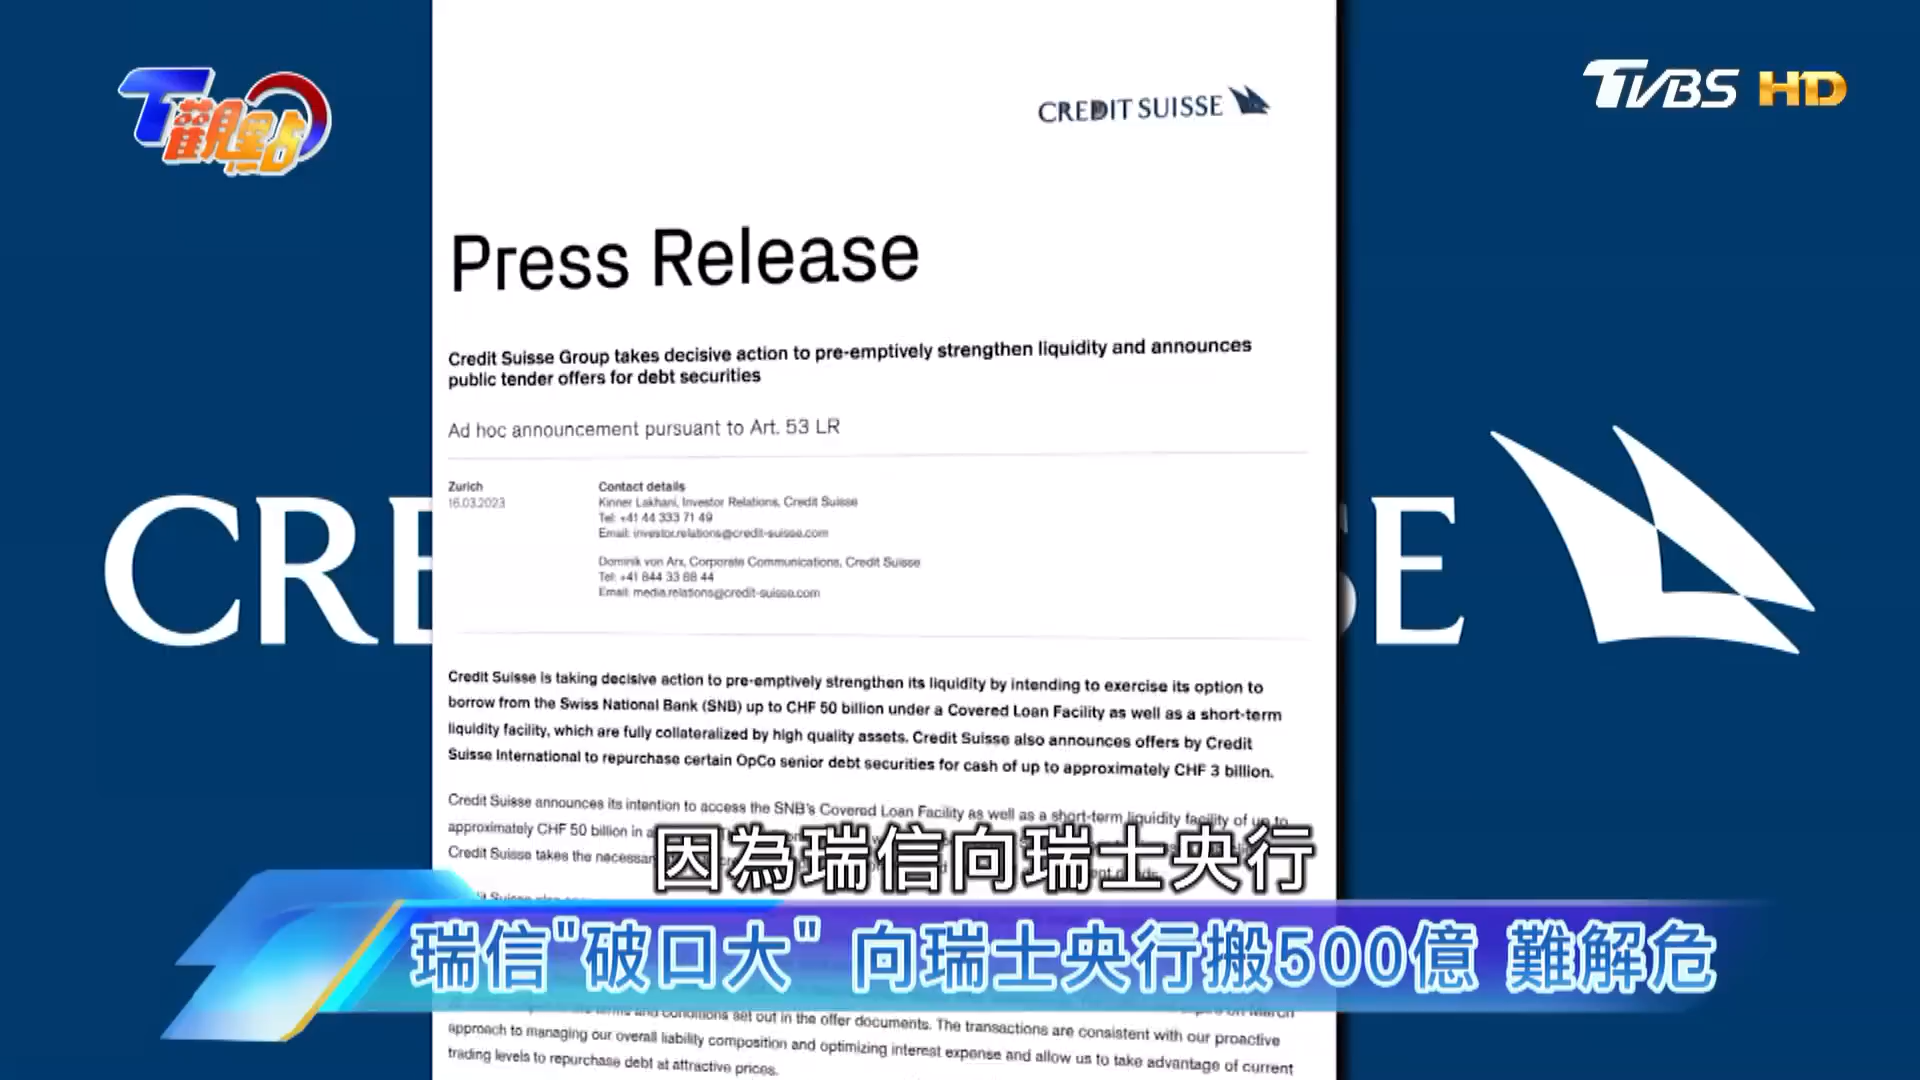 T觀點
TVBS HD
CREDIT SUISSE
Press Release
Credit Suisse Group takes decisive action to pre-emptively strengthen liquidity and announces
public tender offers for debt securities
Ad hoc announcement pursuant to Art. 53 LR
Zurich
16.03.2023
Contact details
Kinner Lakhani, Investor Relations, Credit Suisse
Tel: +41 44 333 71 49
Email: investor.relations@credit-suisse.com
Dominik von Arx, Corporate Communications, Credit Suisse
Tel: +41 844 33 88 44
Email: media.relations@credit-suisse.com
CRE
SE
Credit Suisse is taking decisive action to pre-emptively strengthen its liquidity by intending to exercise its option to
borrow from the Swiss National Bank (SNB) up to CHF 50 billion under a Covered Loan Facility as well as a short-term
liquidity facility, which are fully collateralized by high quality assets. Credit Suisse also announces offers by Credit
Suisse International to repurchase certain OpCo senior debt securities for cash of up to approximately CHF 3 billion.
Credit Suisse announces its intention to access the SNB's Covered Loan Facility as well as a short-term liquidity facility of up to
approximately CHF 50 billion in
Credit Suisse takes the
因為瑞信向瑞士央行
瑞信"破口大" 向瑞士央行搬500億 難解危
and conditions set out in the offer documents. The transactions are consistent with our proactive
approach to managing our overall liability composition and optimizing interest expense and allow us to take advantage of current
trading levels to repurchase debt at attractive prices.